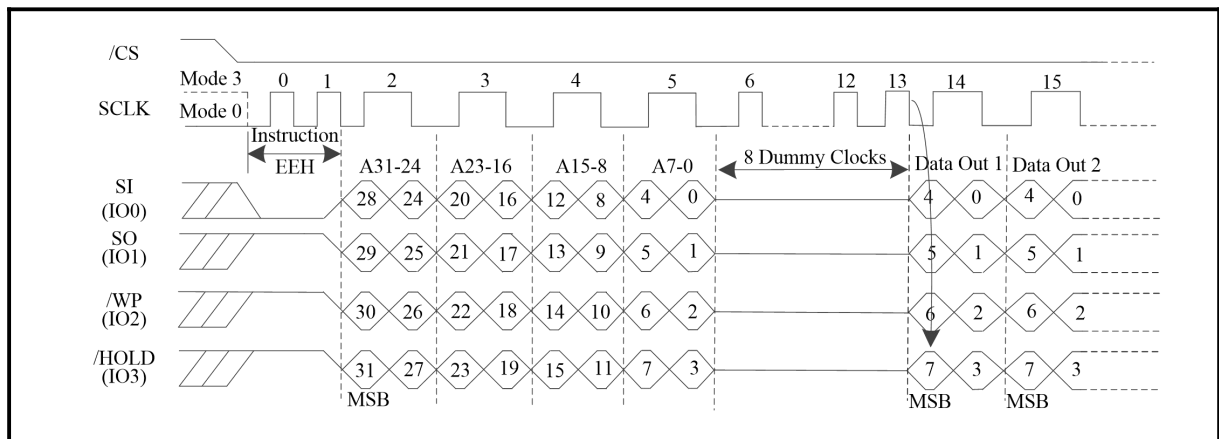 /CS
Mode 3 0 1 2 3 4 5 6 12 13 14 15
SCLK Mode 0
Instruction
EEH A31-24 A23-16 A15-8 A7-0 8 Dummy Clocks Data Out 1 Data Out 2
SI
(IO0) 28 24 20 16 12 8 4 0 4 0 4 0
SO
(IO1) 29 25 21 17 13 9 5 1 5 1 5 1
/WP
(IO2) 30 26 22 18 14 10 6 2 6 2 6 2
/HOLD
(IO3) 31 27 23 19 15 11 7 3 7 3 7 3
MSB MSB MSB